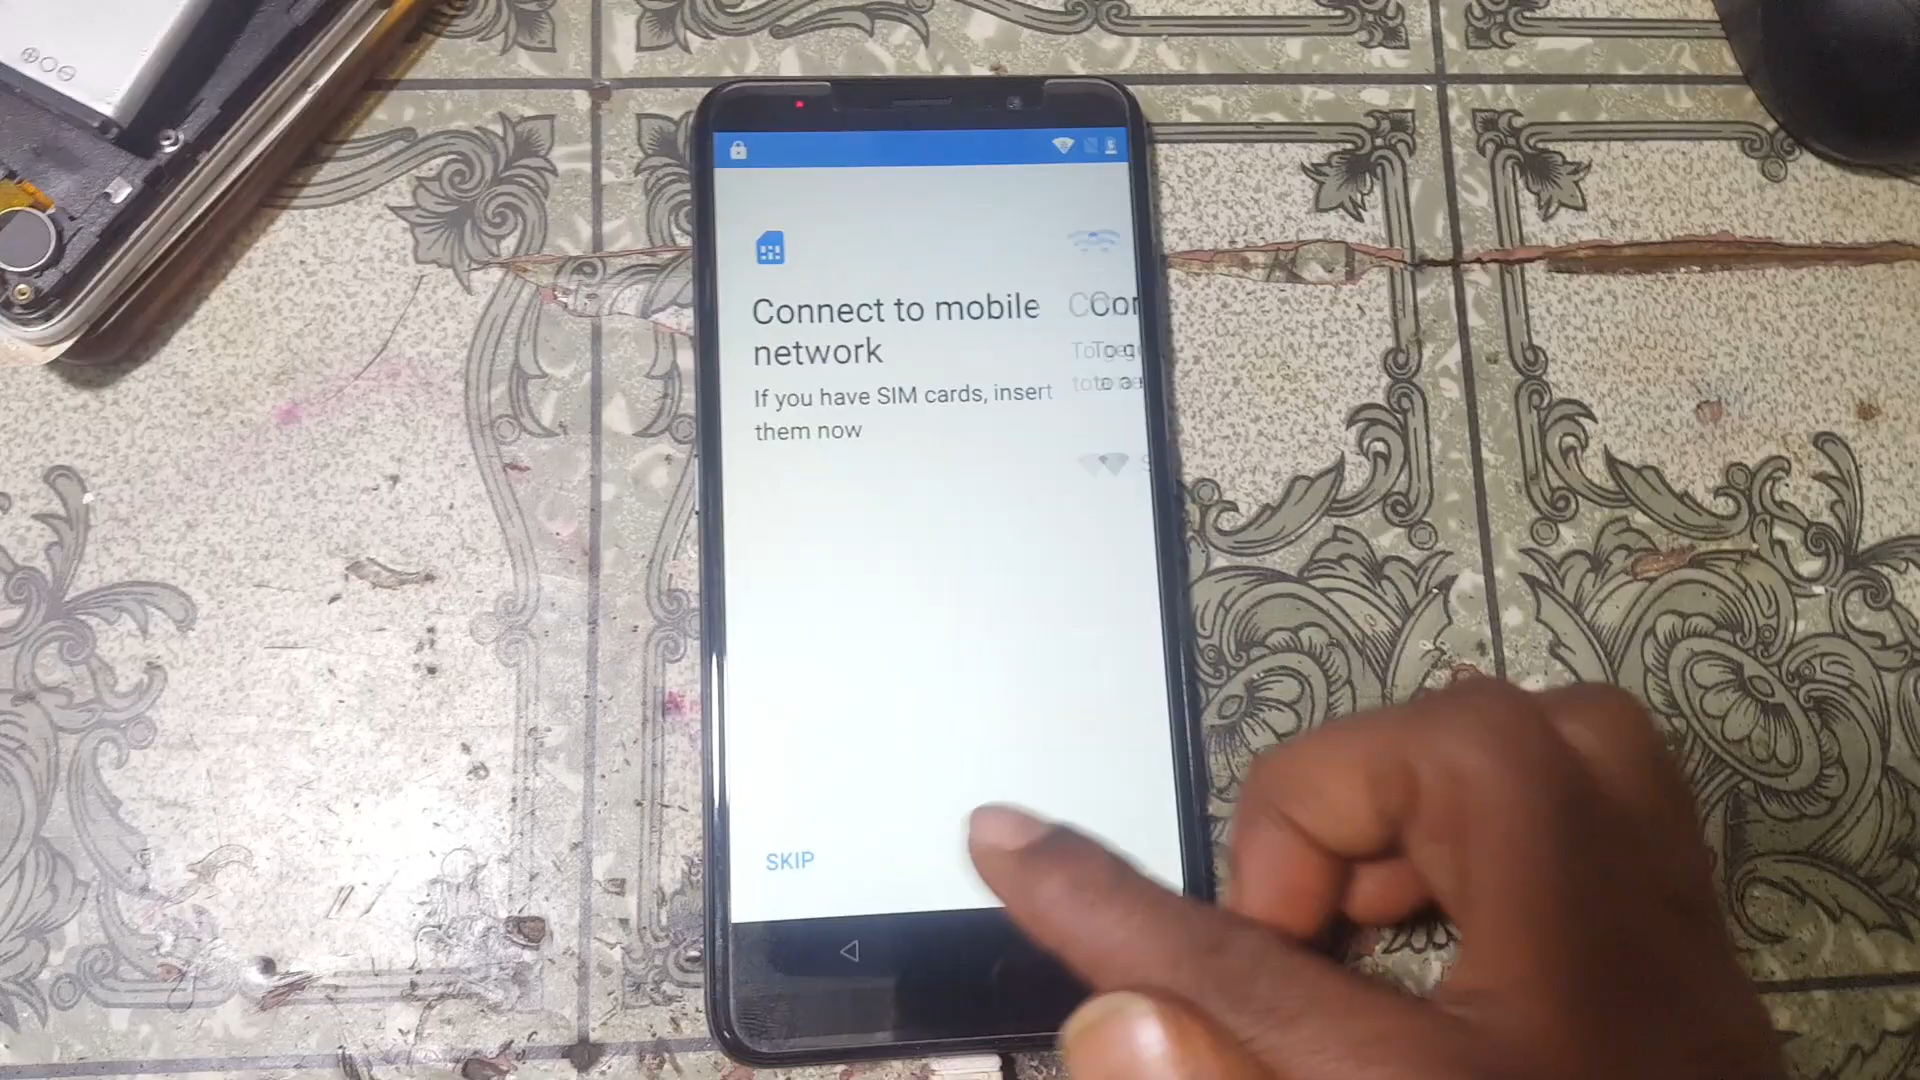 Connect to mobile
network
If you have SIM cards, insert
them now
SKIP